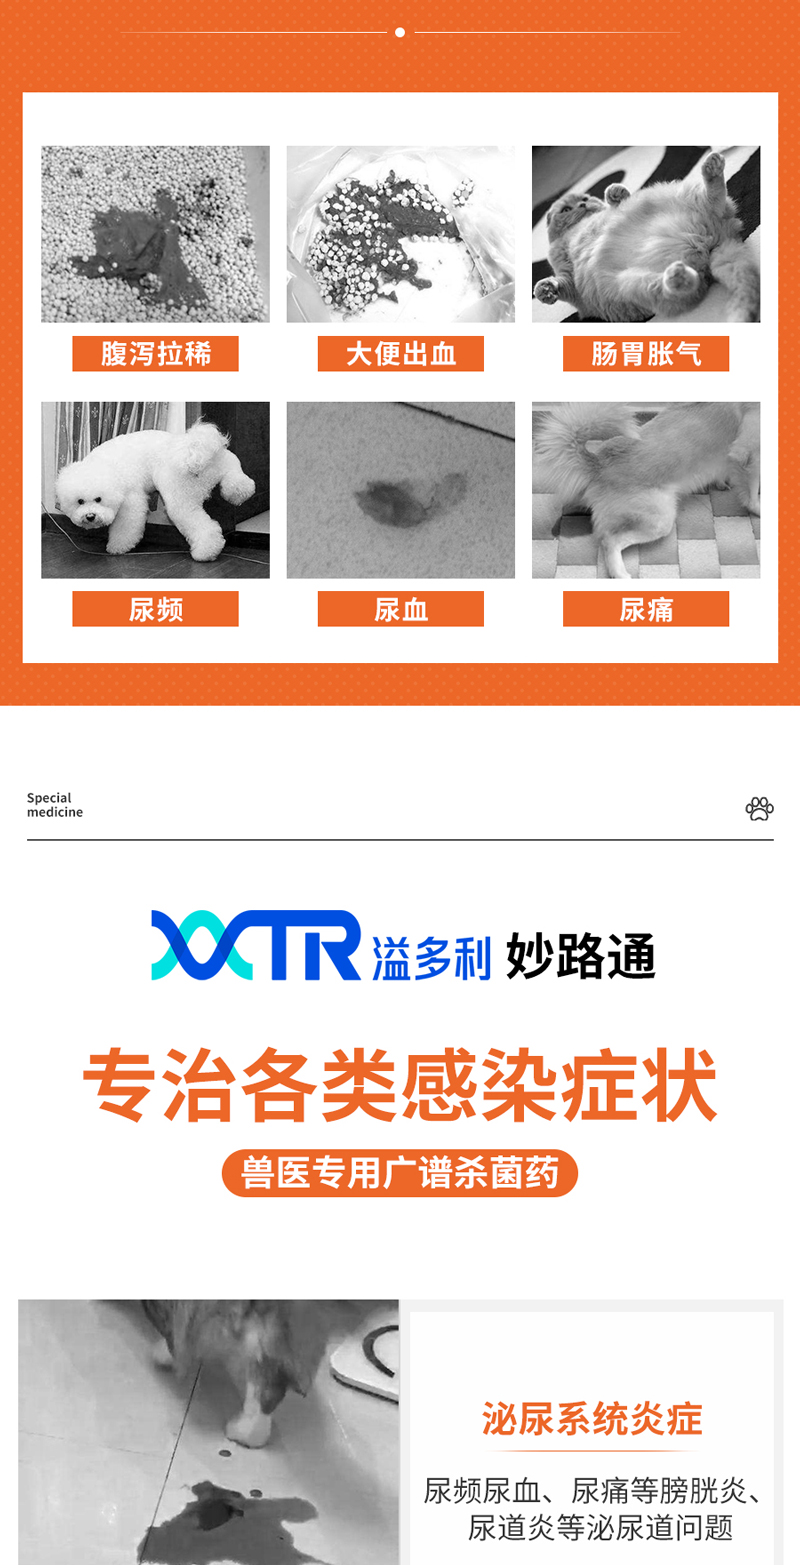 腹泻拉稀
大便出血
肠胃胀气
尿频
尿血
尿痛
Special
medicine
XTR 溢多利 妙路通
专治各类感染症状
兽医专用广谱杀菌药
泌尿系统炎症
尿频尿血、尿痛等膀胱炎、
尿道炎等泌尿道问题